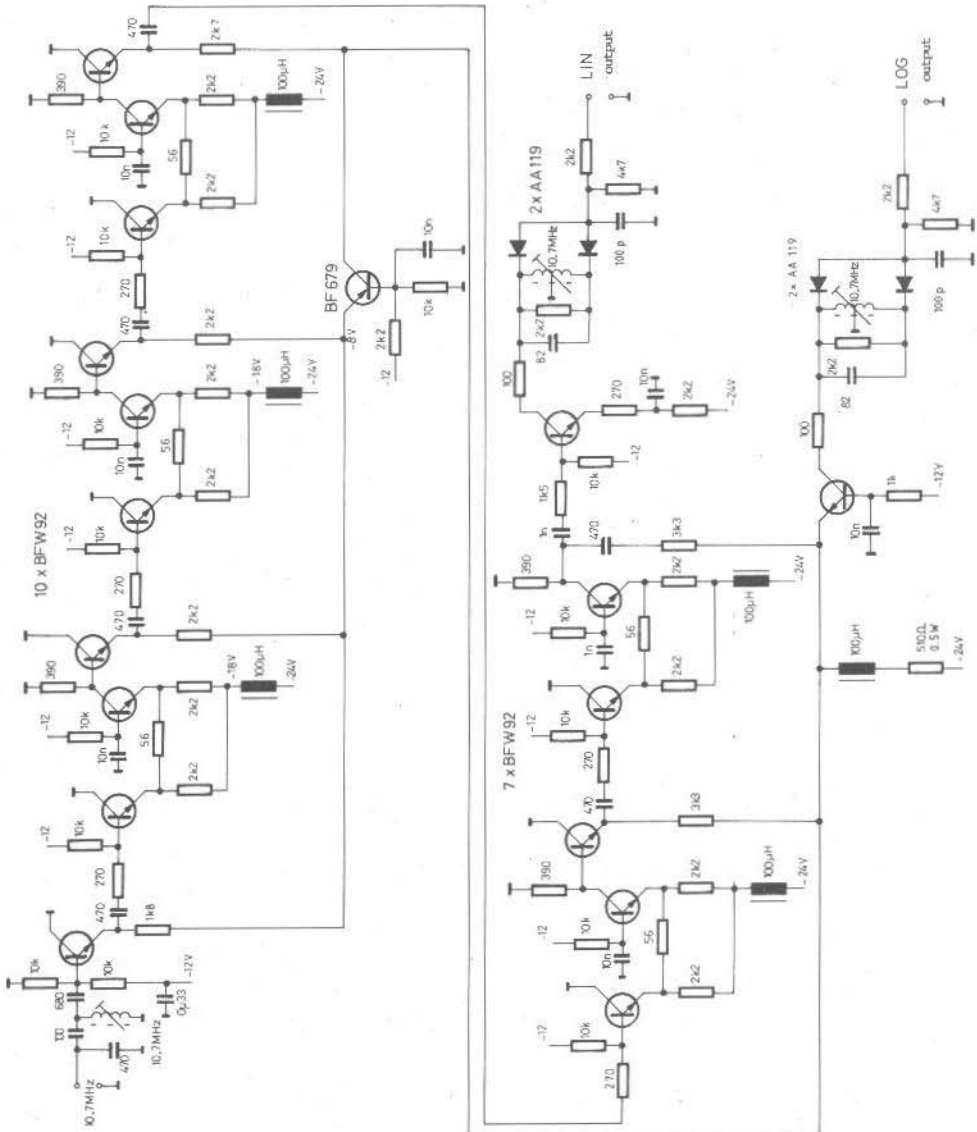 10.7MHz
470
100
680
10k
10.7MHz
10k
0µ33
-12V
1k8
470
270
-12
10k
10n
10k
-12
390
56
2k2
2k2
-18V
100µH
-24V
2k2
470
270
10 x BFW92
-12
10k
10n
10k
-12
390
56
2k2
2k2
-18V
100µH
-24V
2k2
470
270
-12
10k
10n
10k
-12
390
56
2k2
2k2
100µH
-24V
2k7
470
-8V
BF 679
-12
2k2
10k
10n
270
-12
10k
10n
10k
-12
390
56
2k2
2k2
100µH
-24V
3k3
470
270
7 x BFW92
-12
10k
1n
10k
-12
390
56
2k2
2k2
100µH
-24V
3k3
470
1n
1k5
10k
-12
270
10n
2k2
-24V
100
82
2k2
10,7MHz
2x AA119
100p
4k7
2k2
LIN
output
100µH
510Ω
0.5W
-24V
10n
1k
-12V
100
82
2k2
10,7MHz
2x AA 119
100p
4k7
2k2
LOG
output